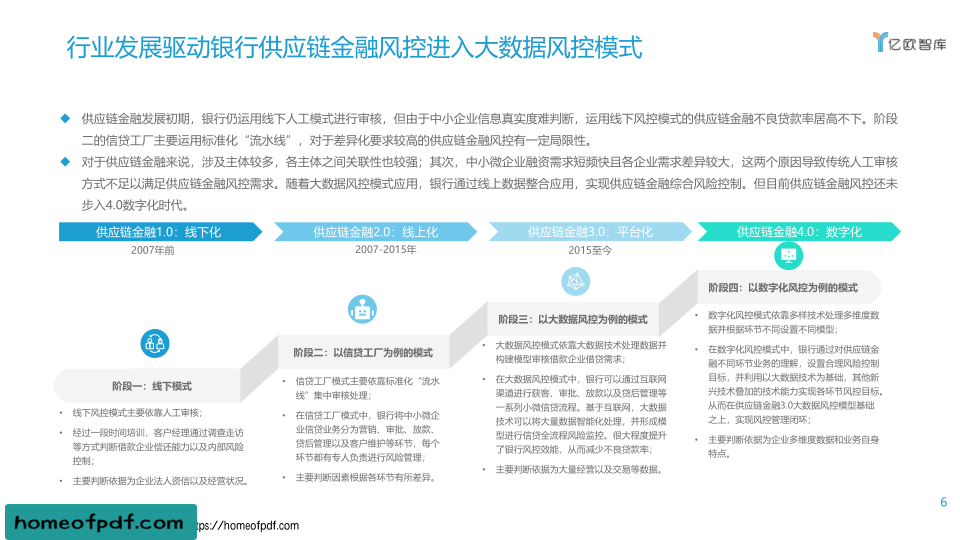 行业发展驱动银行供应链金融风控进入大数据风控模式
亿欧智库
供应链金融发展初期，银行仍运用线下人工模式进行审核，但由于中小企业信息真实度难判断，运用线下风控模式的供应链金融不良贷款率居高不下。阶段
二的信贷工厂主要运用标准化“流水线”，对于差异化要求较高的供应链金融风控有一定局限性。
对于供应链金融来说，涉及主体较多，各主体之间关联性也较强；其次，中小微企业融资需求短频快且各企业需求差异较大，这两个原因导致传统人工审核
方式不足以满足供应链金融风控需求。随着大数据风控模式应用，银行通过线上数据整合应用，实现供应链金融综合风险控制。但目前供应链金融风控还未
步入4.0数字化时代。
供应链金融1.0：线下化
2007年前
供应链金融2.0：线上化
2007-2015年
供应链金融3.0：平台化
2015至今
供应链金融4.0：数字化
阶段一：线下模式
• 线下风控模式主要依靠人工审核；
• 经过一段时间培训，客户经理通过调查走访
等方式判断借款企业偿还能力以及内部风险
控制；
• 主要判断依据为企业法人资信以及经营状况。
阶段二：以信贷工厂为例的模式
• 信贷工厂模式主要依靠标准化“流水
线”集中审核处理；
• 在信贷工厂模式中，银行将中小微企
业信贷业务分为营销、审批、放款、
贷后管理以及客户维护等环节，每个
环节都有专人负责进行风险管理；
• 主要判断因素根据各环节有所差异。
阶段三：以大数据风控为例的模式
• 大数据风控模式依靠大数据技术处理数据并
构建模型审核借款企业信贷需求；
• 在大数据风控模式中，银行可以通过互联网
渠道进行获客、审批、放款以及贷后管理等
一系列小微信贷流程。基于互联网，大数据
技术可以将大量数据智能化处理，并形成模
型进行信贷全流程风险监控。很大程度提升
了银行风控效能，从而减少不良贷款率；
• 主要判断依据为大量经营以及交易等数据。
阶段四：以数字化风控为例的模式
• 数字化风控模式依靠多样技术处理多维度数
据并根据环节不同设置不同模型；
• 在数字化风控模式中，银行通过对供应链金
融不同环节业务的理解，设置合理风险控制
目标，并利用以大数据技术为基础，其他新
兴技术叠加的技术能力实现各环节风控目标。
从而在供应链金融3.0大数据风控模型基础
之上，实现风控管理闭环；
• 主要判断依据为企业多维度数据和业务自身
特点。
6
homeofpdf.com
ttps://homeofpdf.com